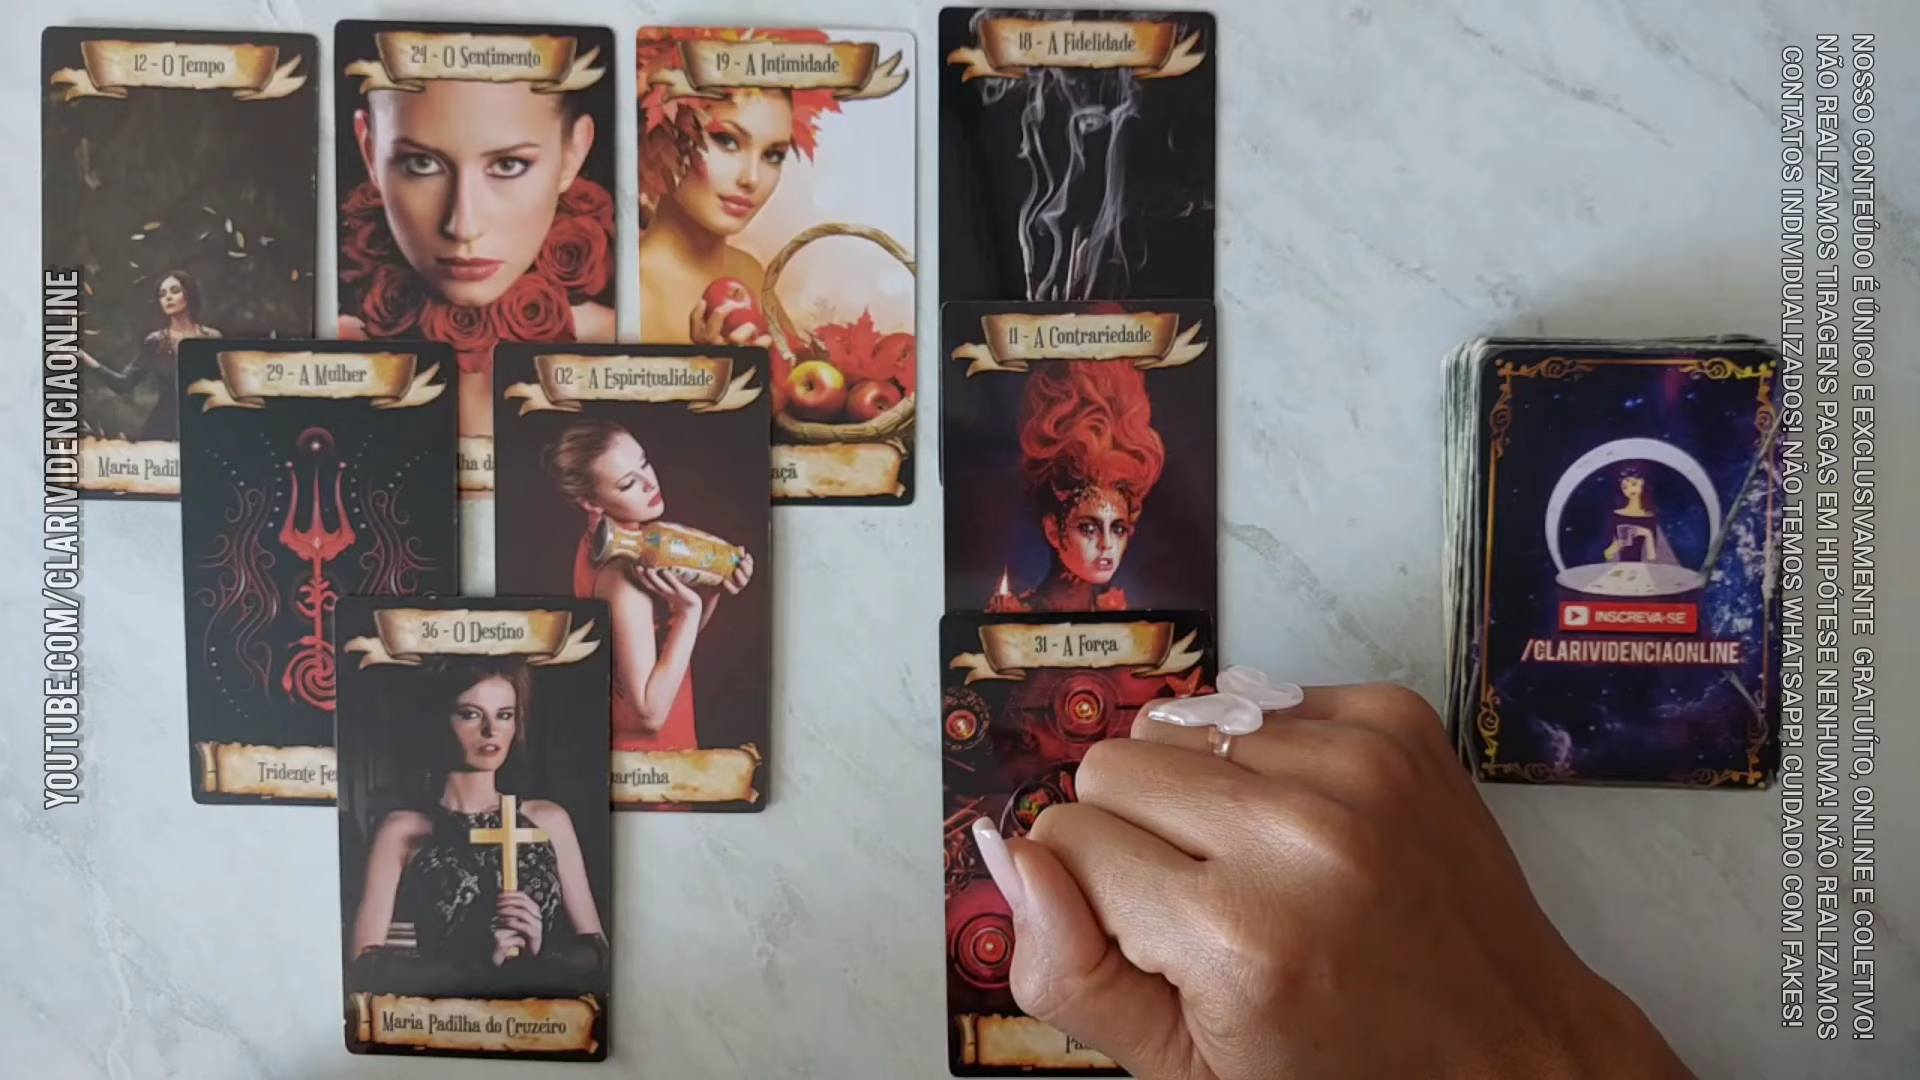 12 - O Tempo
24 - O Sentimento
19 - A Intimidade
18 - A Fidelidade
11 - A Contrariedade
29 - A Mulher
02 - A Espiritualidade
36 - O Destino
31 - A Força
Maria
Tridente
Maria Padilha do Cruzeiro
INSCREVA-SE
/CLARIVIDENCIAONLINE
YOUTUBE.COM/CLARIVIDENCIAONLINE
NOSSO CONTEÚDO É ÚNICO E EXCLUSIVAMENTE GRATUÍTO, ONLINE E COLETIVO!
NÃO REALIZAMOS TIRAGENS PAGAS EM HIPÓTESE NENHUMA! NÃO REALIZAMOS
CONTATOS INDIVIDUALIZADOS! NÃO TEMOS WHATSAPP! CUIDADO COM FAKES!